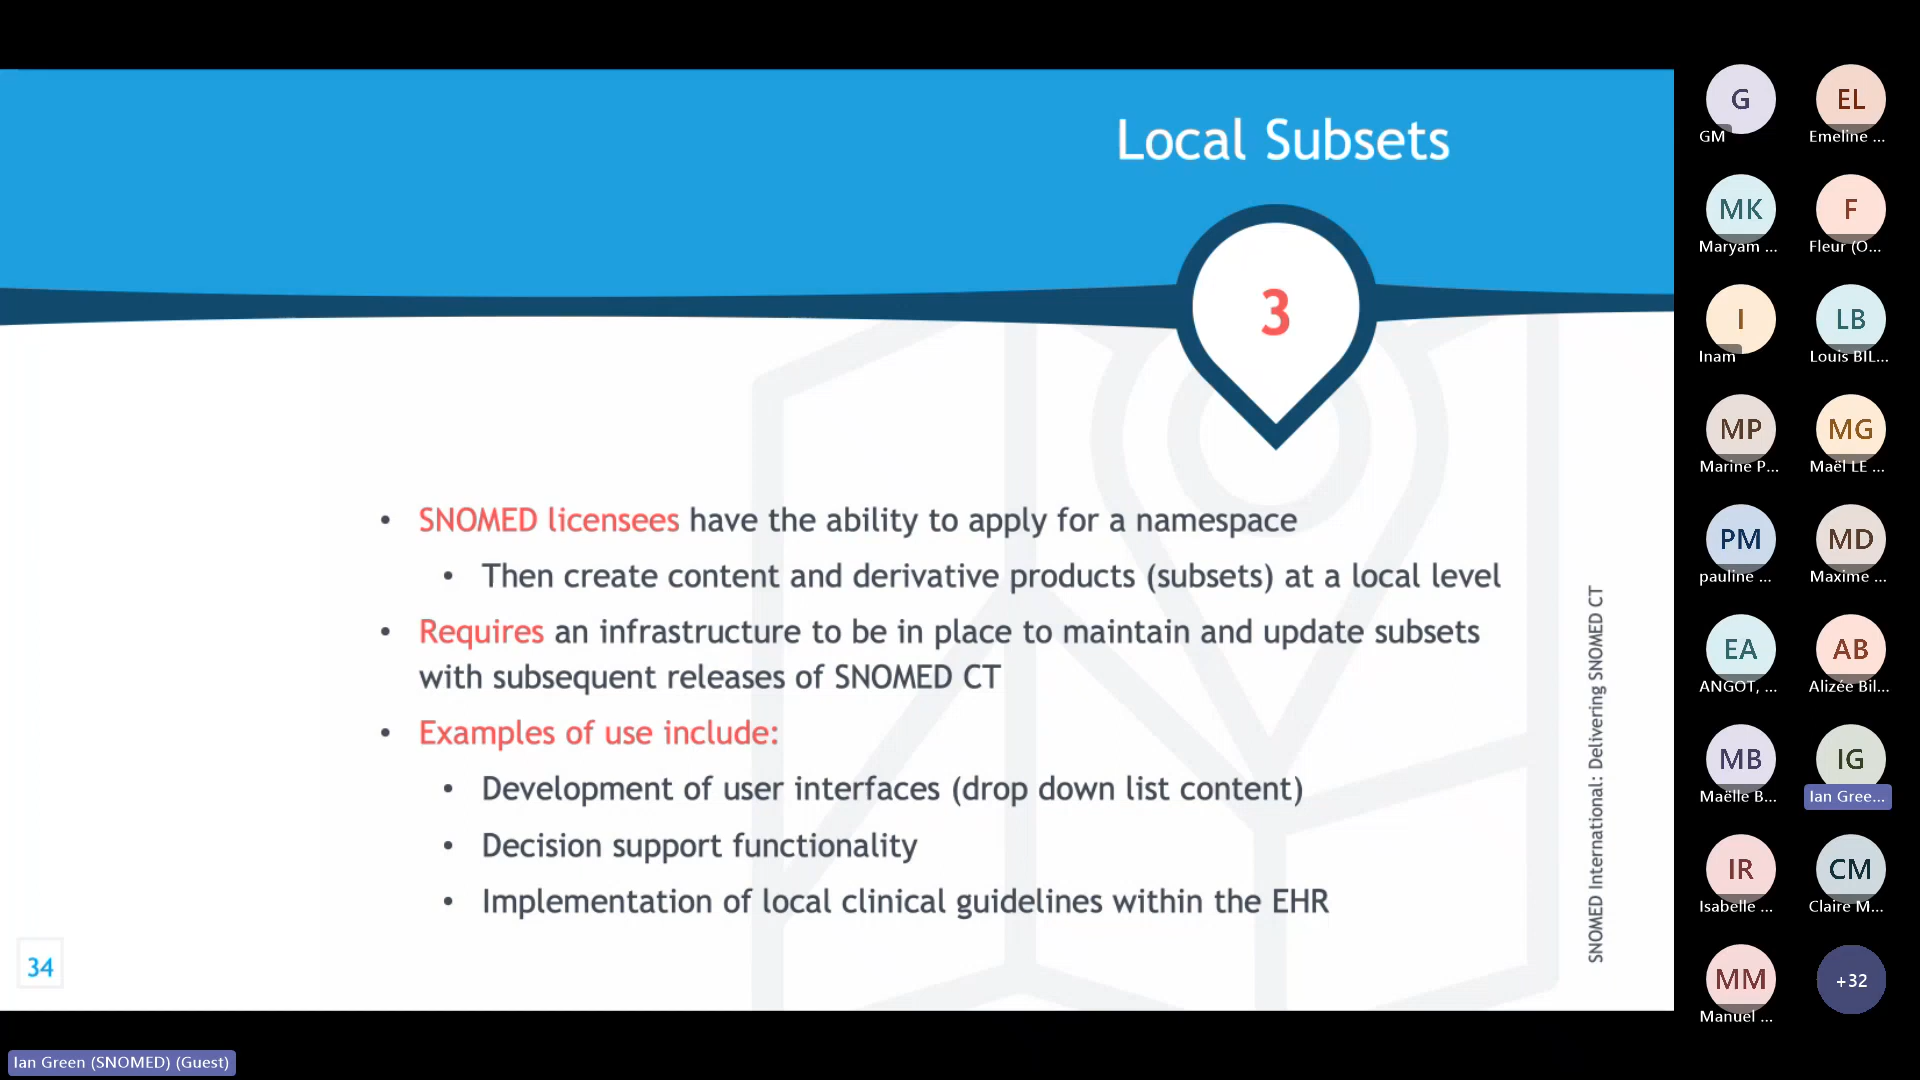 Local Subsets
3
• SNOMED licensees have the ability to apply for a namespace
• Then create content and derivative products (subsets) at a local level
• Requires an infrastructure to be in place to maintain and update subsets
with subsequent releases of SNOMED CT
• Examples of use include:
• Development of user interfaces (drop down list content)
• Decision support functionality
• Implementation of local clinical guidelines within the EHR
SNOMED International: Delivering SNOMED CT
34
Ian Green (SNOMED) (Guest)
G
GM
EL
Emeline ...
MK
Maryam ...
F
Fleur (O...
I
Inam
LB
Louis BIL...
MP
Marine P...
MG
Maël LE ...
PM
pauline ...
MD
Maxime ...
EA
ANGOT, ...
AB
Alizée Bil...
MB
Maëlle B...
IG
Ian Gree...
IR
Isabelle ...
CM
Claire M...
MM
Manuel ...
+32